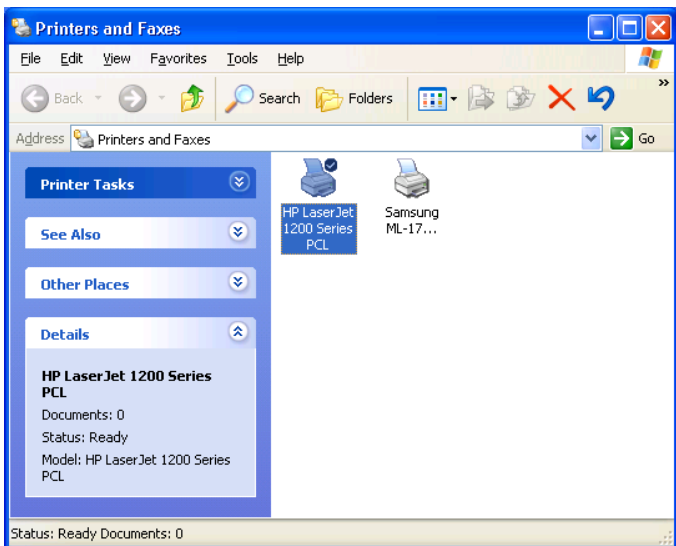 Printers and Faxes
File Edit View Favorites Tools Help
Back Search Folders »
Address Printers and Faxes Go
Printer Tasks
See Also
Other Places
Details
HP LaserJet 1200 Series
PCL
Documents: 0
Status: Ready
Model: HP LaserJet 1200 Series
PCL
HP LaserJet
1200 Series
PCL
Samsung
ML-17...
Status: Ready Documents: 0